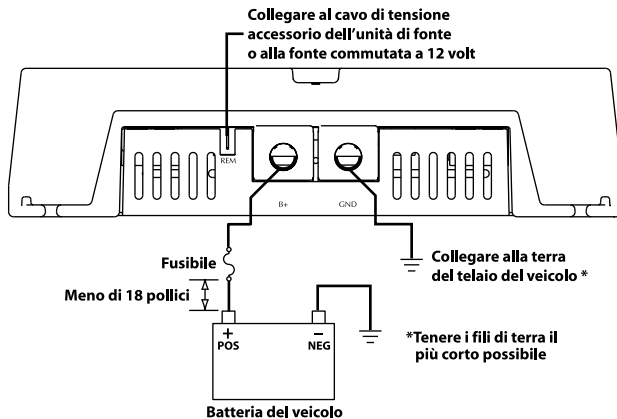 Collegare al cavo di tensione
accessorio dell'unità di fonte
o alla fonte commutata a 12 volt
REM
B+
GND
Fusibile
Collegare alla terra
del telaio del veicolo *
Meno di 18 pollici
+
−
POS
NEG
*Tenere i fili di terra il
più corto possibile
Batteria del veicolo